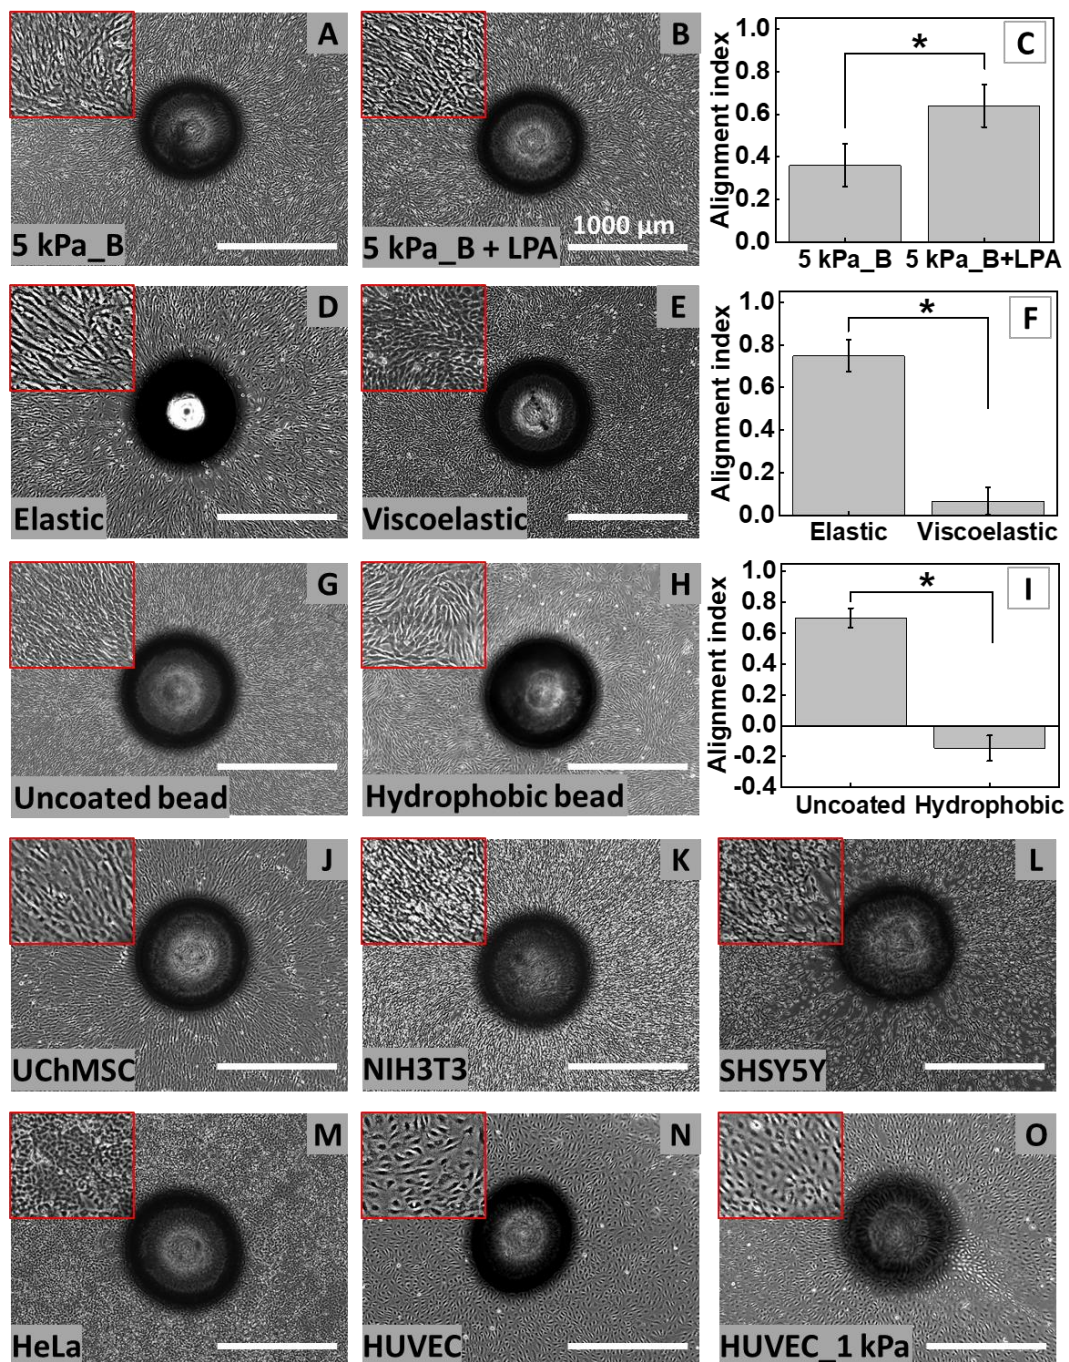 A
5 kPa_B
B
1000 µm
5 kPa_B + LPA
C
*
Alignment index
1.0
0.8
0.6
0.4
0.2
0.0
5 kPa_B 5 kPa_B+LPA
D
Elastic
E
Viscoelastic
F
*
Alignment index
1.0
0.8
0.6
0.4
0.2
0.0
Elastic Viscoelastic
G
Uncoated bead
H
Hydrophobic bead
I
*
Alignment index
1.0
0.8
0.6
0.4
0.2
0.0
-0.2
-0.4
Uncoated Hydrophobic
J
UChMSC
K
NIH3T3
L
SHSY5Y
M
HeLa
N
HUVEC
O
HUVEC_1 kPa